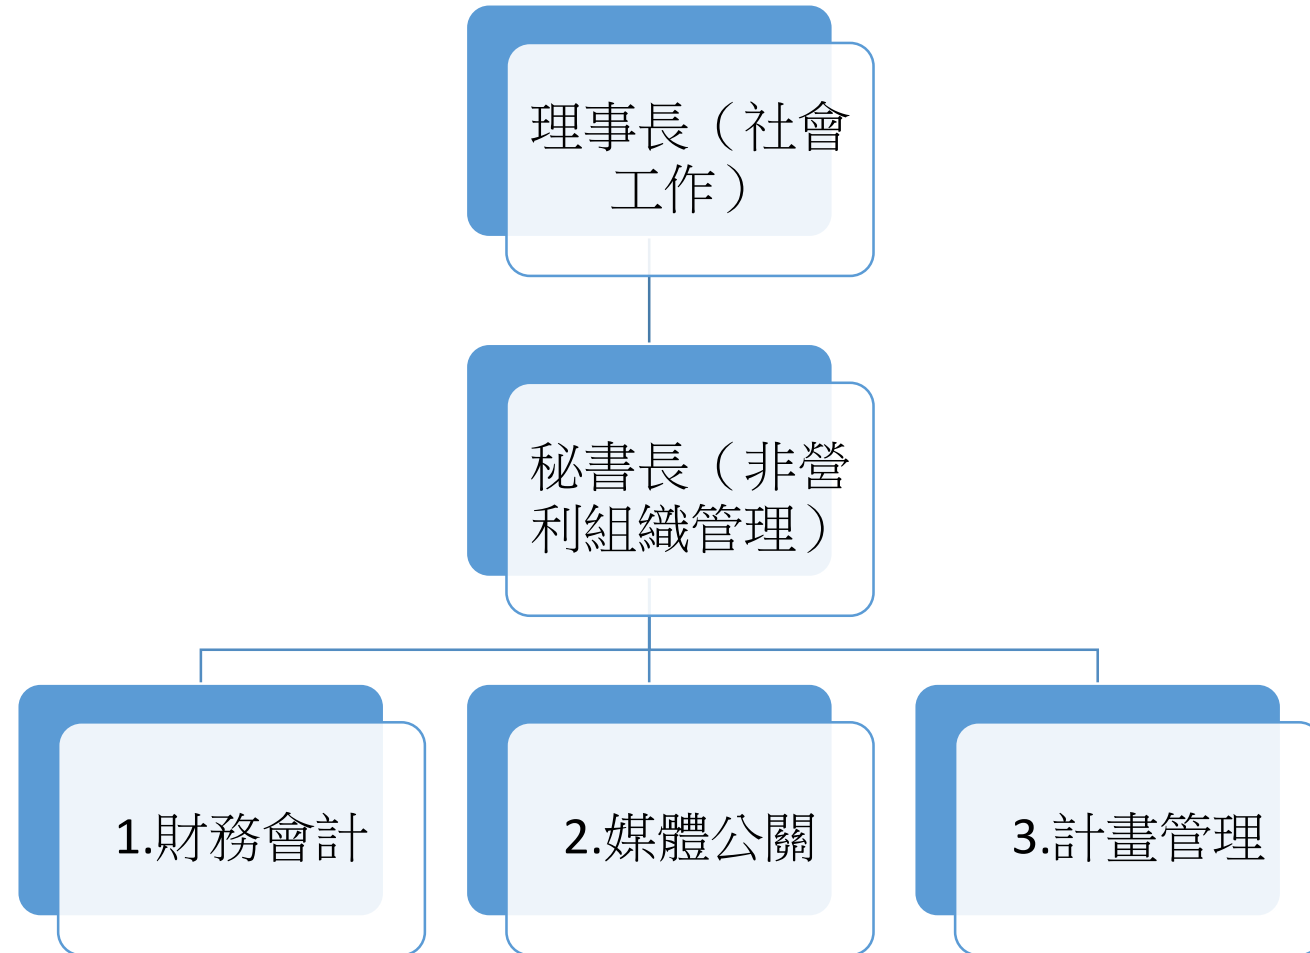 理事長（社會
工作）
秘書長（非營
利組織管理）
1.財務會計
2.媒體公關
3.計畫管理